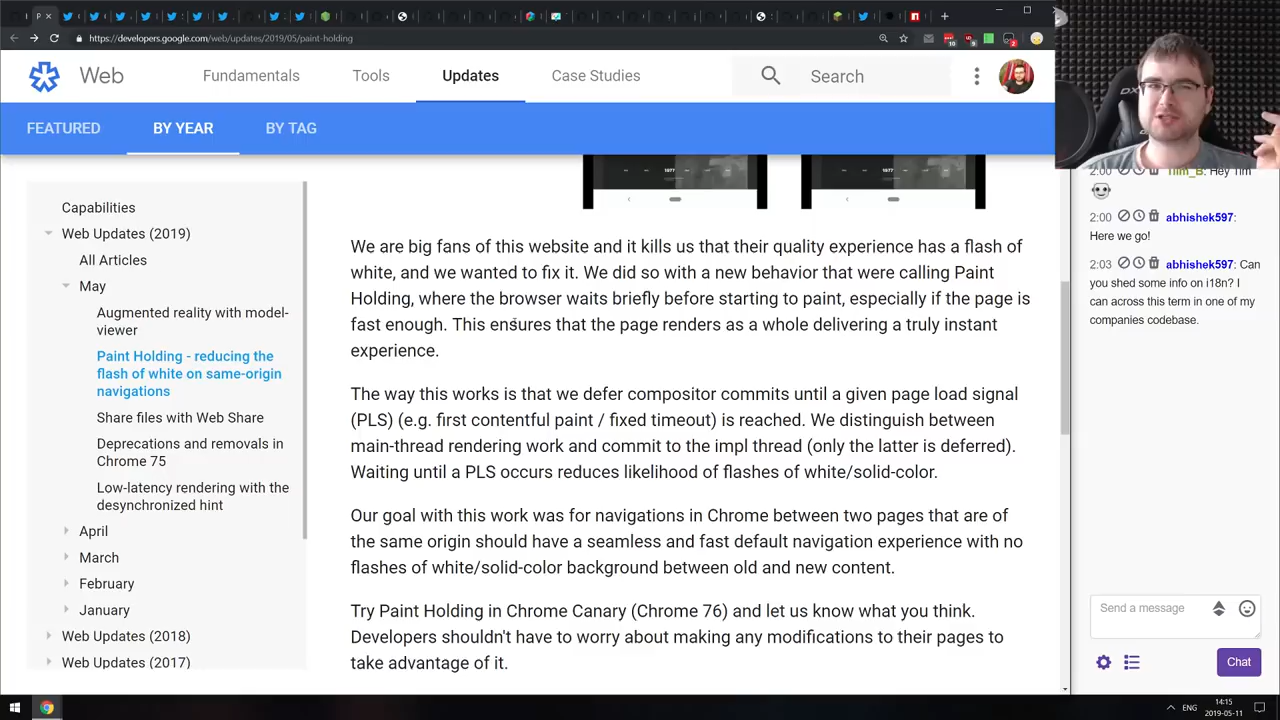 P
https://developers.google.com/web/updates/2019/05/paint-holding
Web
Fundamentals
Tools
Updates
Case Studies
Search
FEATURED
BY YEAR
BY TAG
Capabilities
Web Updates (2019)
All Articles
May
Augmented reality with model-
viewer
Paint Holding - reducing the
flash of white on same-origin
navigations
Share files with Web Share
Deprecations and removals in
Chrome 75
Low-latency rendering with the
desynchronized hint
April
March
February
January
Web Updates (2018)
Web Updates (2017)
1977
1977
We are big fans of this website and it kills us that their quality experience has a flash of
white, and we wanted to fix it. We did so with a new behavior that were calling Paint
Holding, where the browser waits briefly before starting to paint, especially if the page is
fast enough. This ensures that the page renders as a whole delivering a truly instant
experience.
The way this works is that we defer compositor commits until a given page load signal
(PLS) (e.g. first contentful paint / fixed timeout) is reached. We distinguish between
main-thread rendering work and commit to the impl thread (only the latter is deferred).
Waiting until a PLS occurs reduces likelihood of flashes of white/solid-color.
Our goal with this work was for navigations in Chrome between two pages that are of
the same origin should have a seamless and fast default navigation experience with no
flashes of white/solid-color background between old and new content.
Try Paint Holding in Chrome Canary (Chrome 76) and let us know what you think.
Developers shouldn't have to worry about making any modifications to their pages to
take advantage of it.
2:00 Tiim_B: Hey Tim
2:00 abhishek597:
Here we go!
2:03 abhishek597: Can
you shed some info on i18n? I
can across this term in one of my
companies codebase.
Send a message
Chat
ENG
14:15
2019-05-11